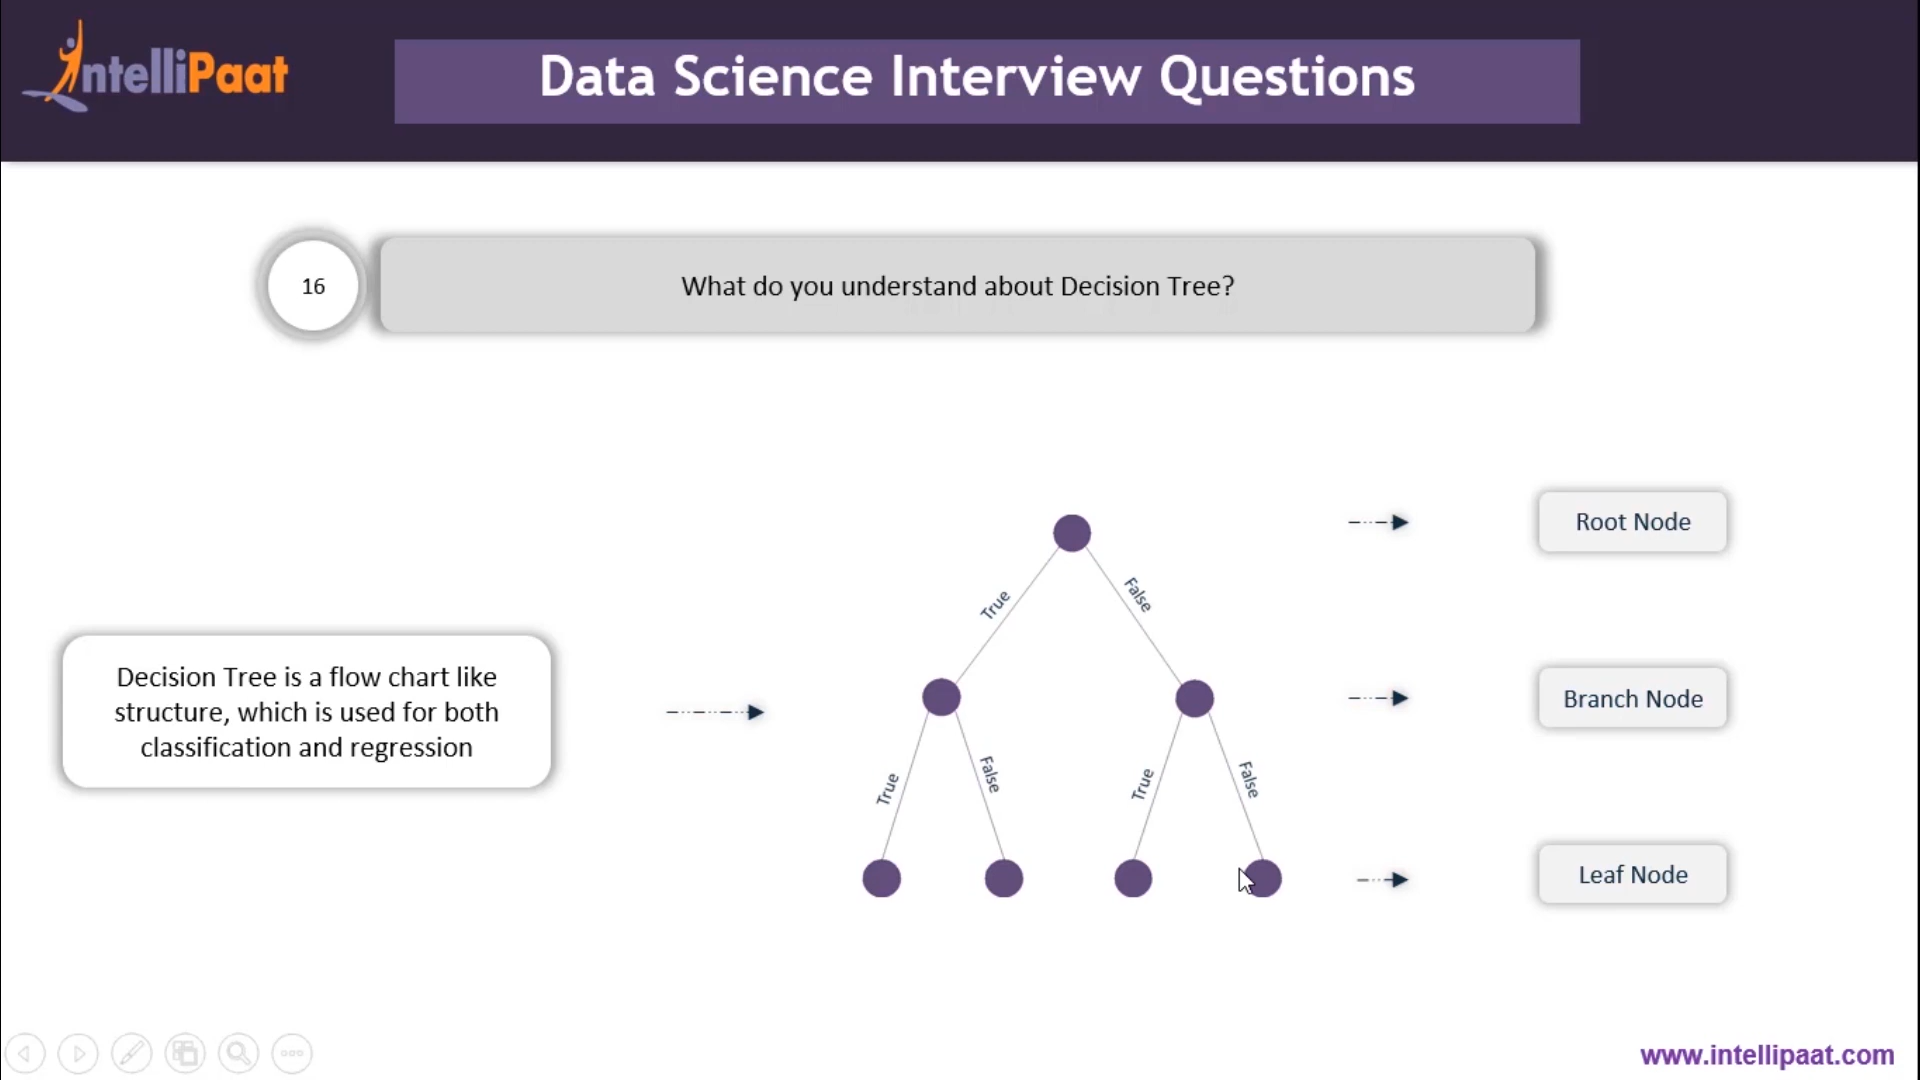 IntelliPaat
Data Science Interview Questions
16
What do you understand about Decision Tree?
Root Node
True
False
Decision Tree is a flow chart like
structure, which is used for both
classification and regression
Branch Node
True
False
True
False
Leaf Node
www.intellipaat.com